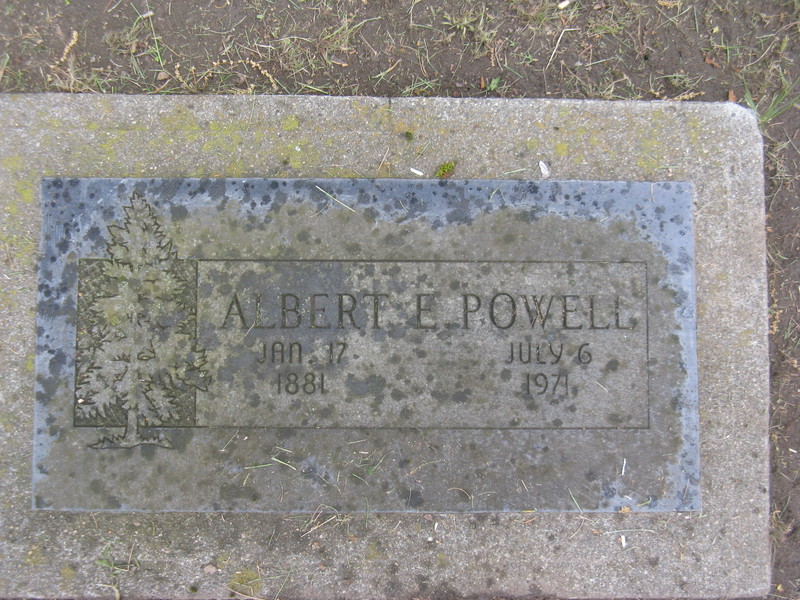 ALBERT E. POWELL
JAN. 17 JULY 6
1881 1971